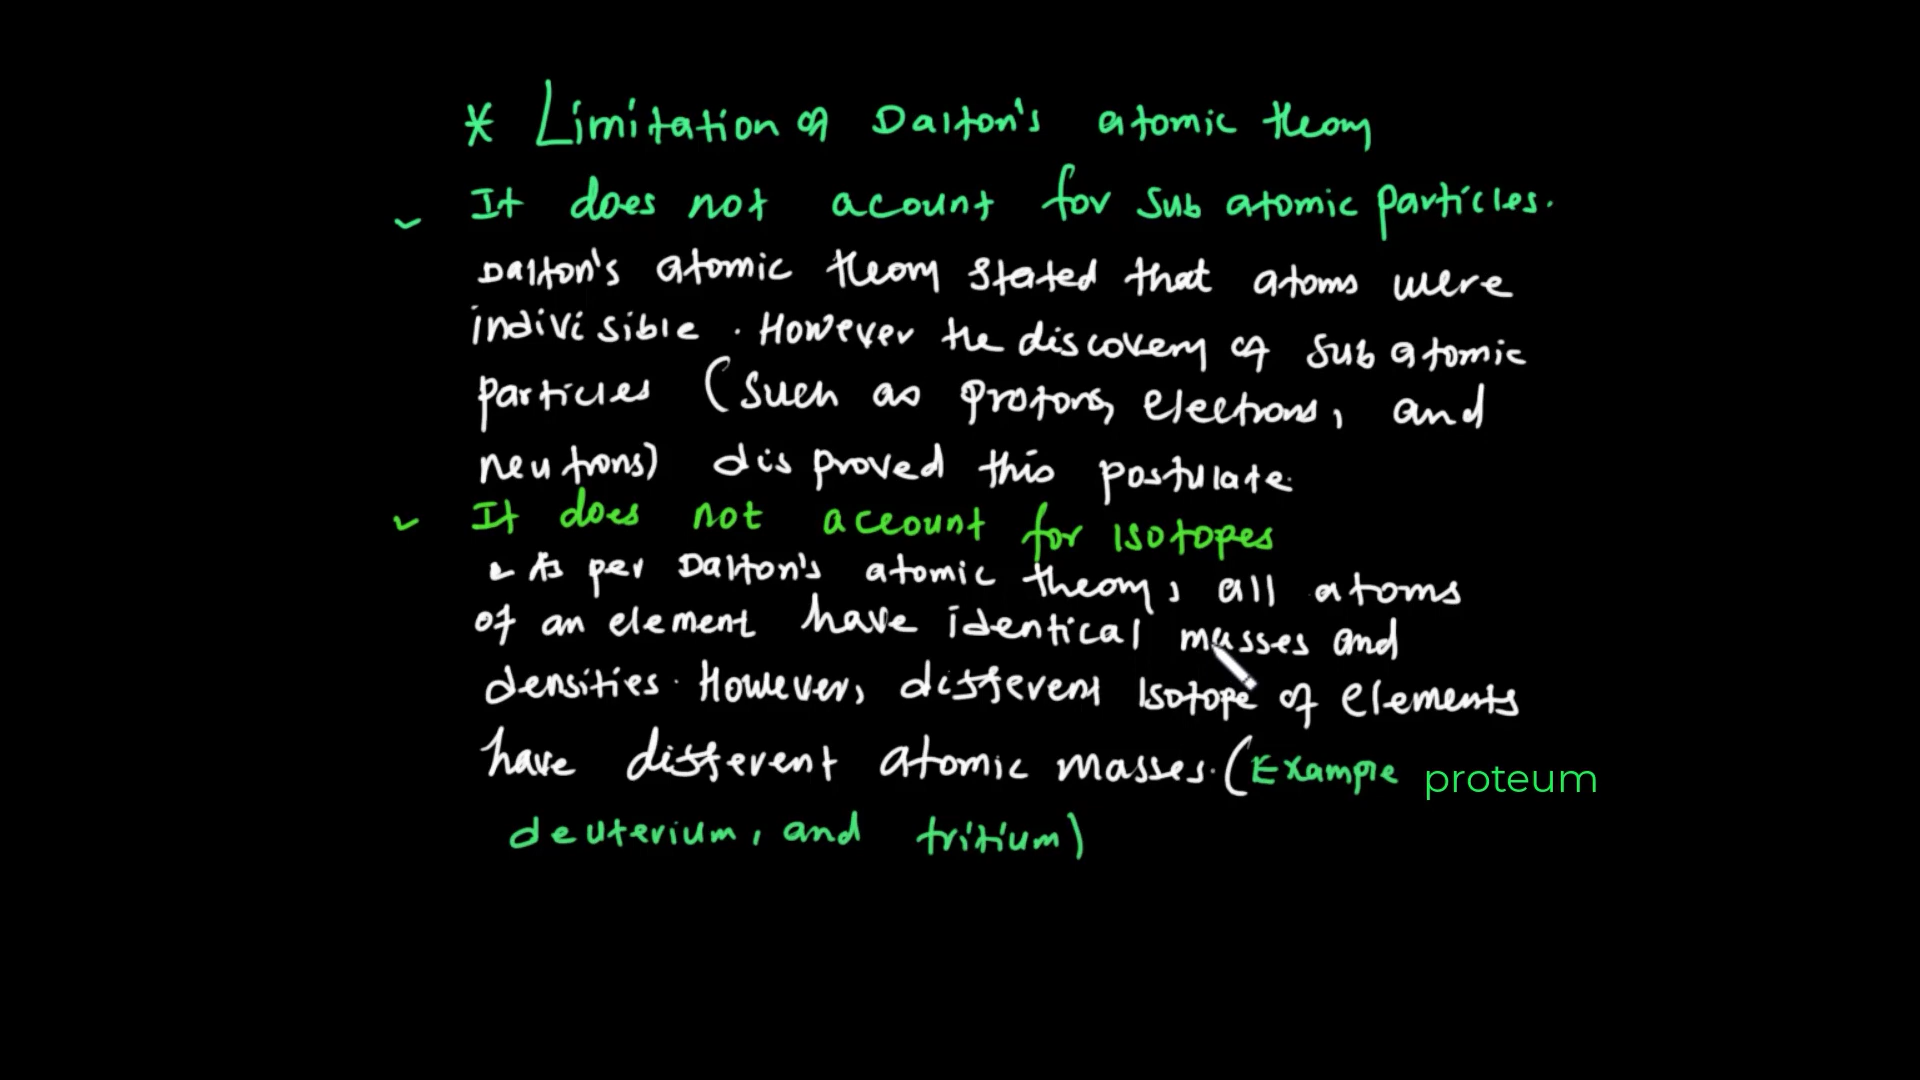 * Limitation of Dalton's atomic theory
It does not acount for Sub atomic particles.
Dalton's atomic theory Stated that atoms were
indivisible. However the discovery of Sub atomic
particles (Such as protons, electrons, and
neutrons) disproved this postulate.
It does not account for isotopes
As per Dalton's atomic theory, all atoms
of an element have identical masses and
densities. However, different isotope of elements
have different atomic masses. (Example proteum
deuterium, and tritium)